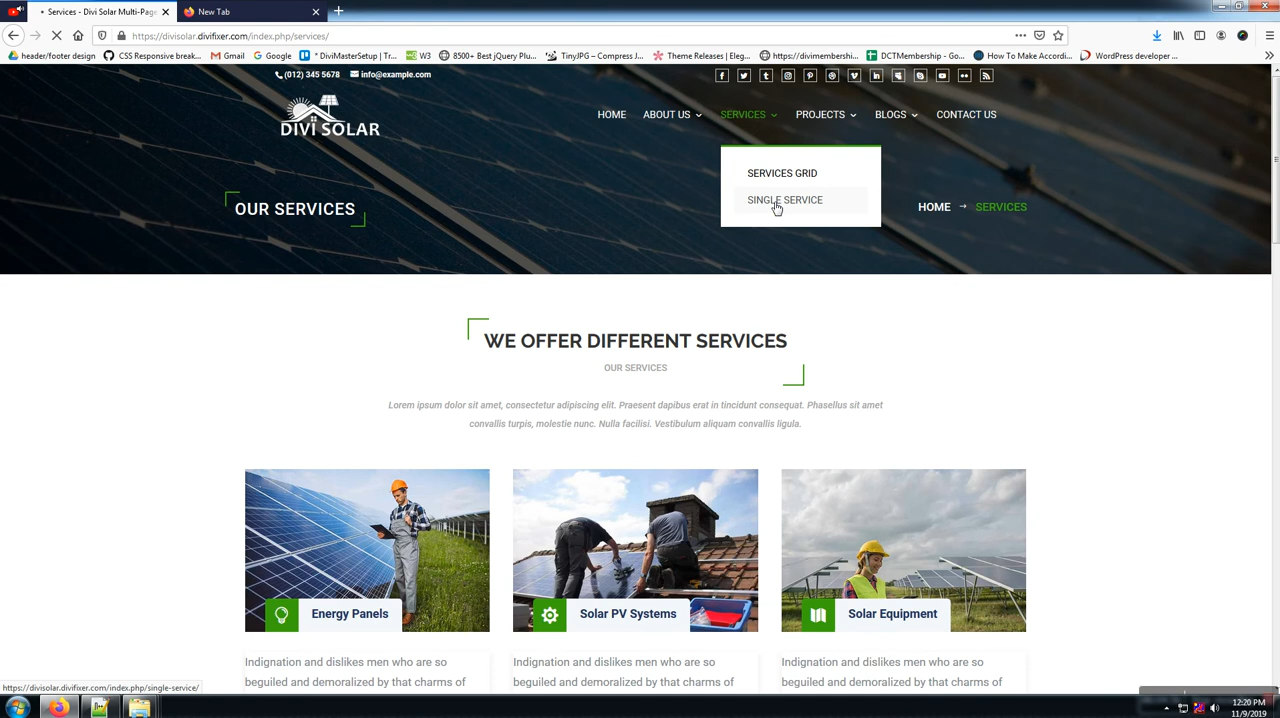 Services - Divi Solar Multi-Page
New Tab
https://divisolar.divifixer.com/index.php/services/
header/footer design
CSS Responsive break...
Gmail
Google
* DiviMasterSetup | Tr...
W3
8500+ Best jQuery Plu...
TinyJPG – Compress J...
Theme Releases | Eleg...
https://divimembershi...
DCTMembership - Go...
How To Make Accordi...
WordPress developer ...
(012) 345 5678
info@example.com
DIVI SOLAR
HOME
ABOUT US
SERVICES
PROJECTS
BLOGS
CONTACT US
SERVICES GRID
SINGLE SERVICE
OUR SERVICES
HOME → SERVICES
WE OFFER DIFFERENT SERVICES
OUR SERVICES
Lorem ipsum dolor sit amet, consectetur adipiscing elit. Praesent dapibus erat in tincidunt consequat. Phasellus sit amet
convallis turpis, molestie nunc. Nulla facilisi. Vestibulum aliquam convallis ligula.
Energy Panels
Solar PV Systems
Solar Equipment
Indignation and dislikes men who are so
beguiled and demoralized by that charms of
Indignation and dislikes men who are so
beguiled and demoralized by that charms of
Indignation and dislikes men who are so
beguiled and demoralized by that charms of
https://divisolar.divifixer.com/index.php/single-service/
12:20 PM
11/9/2019